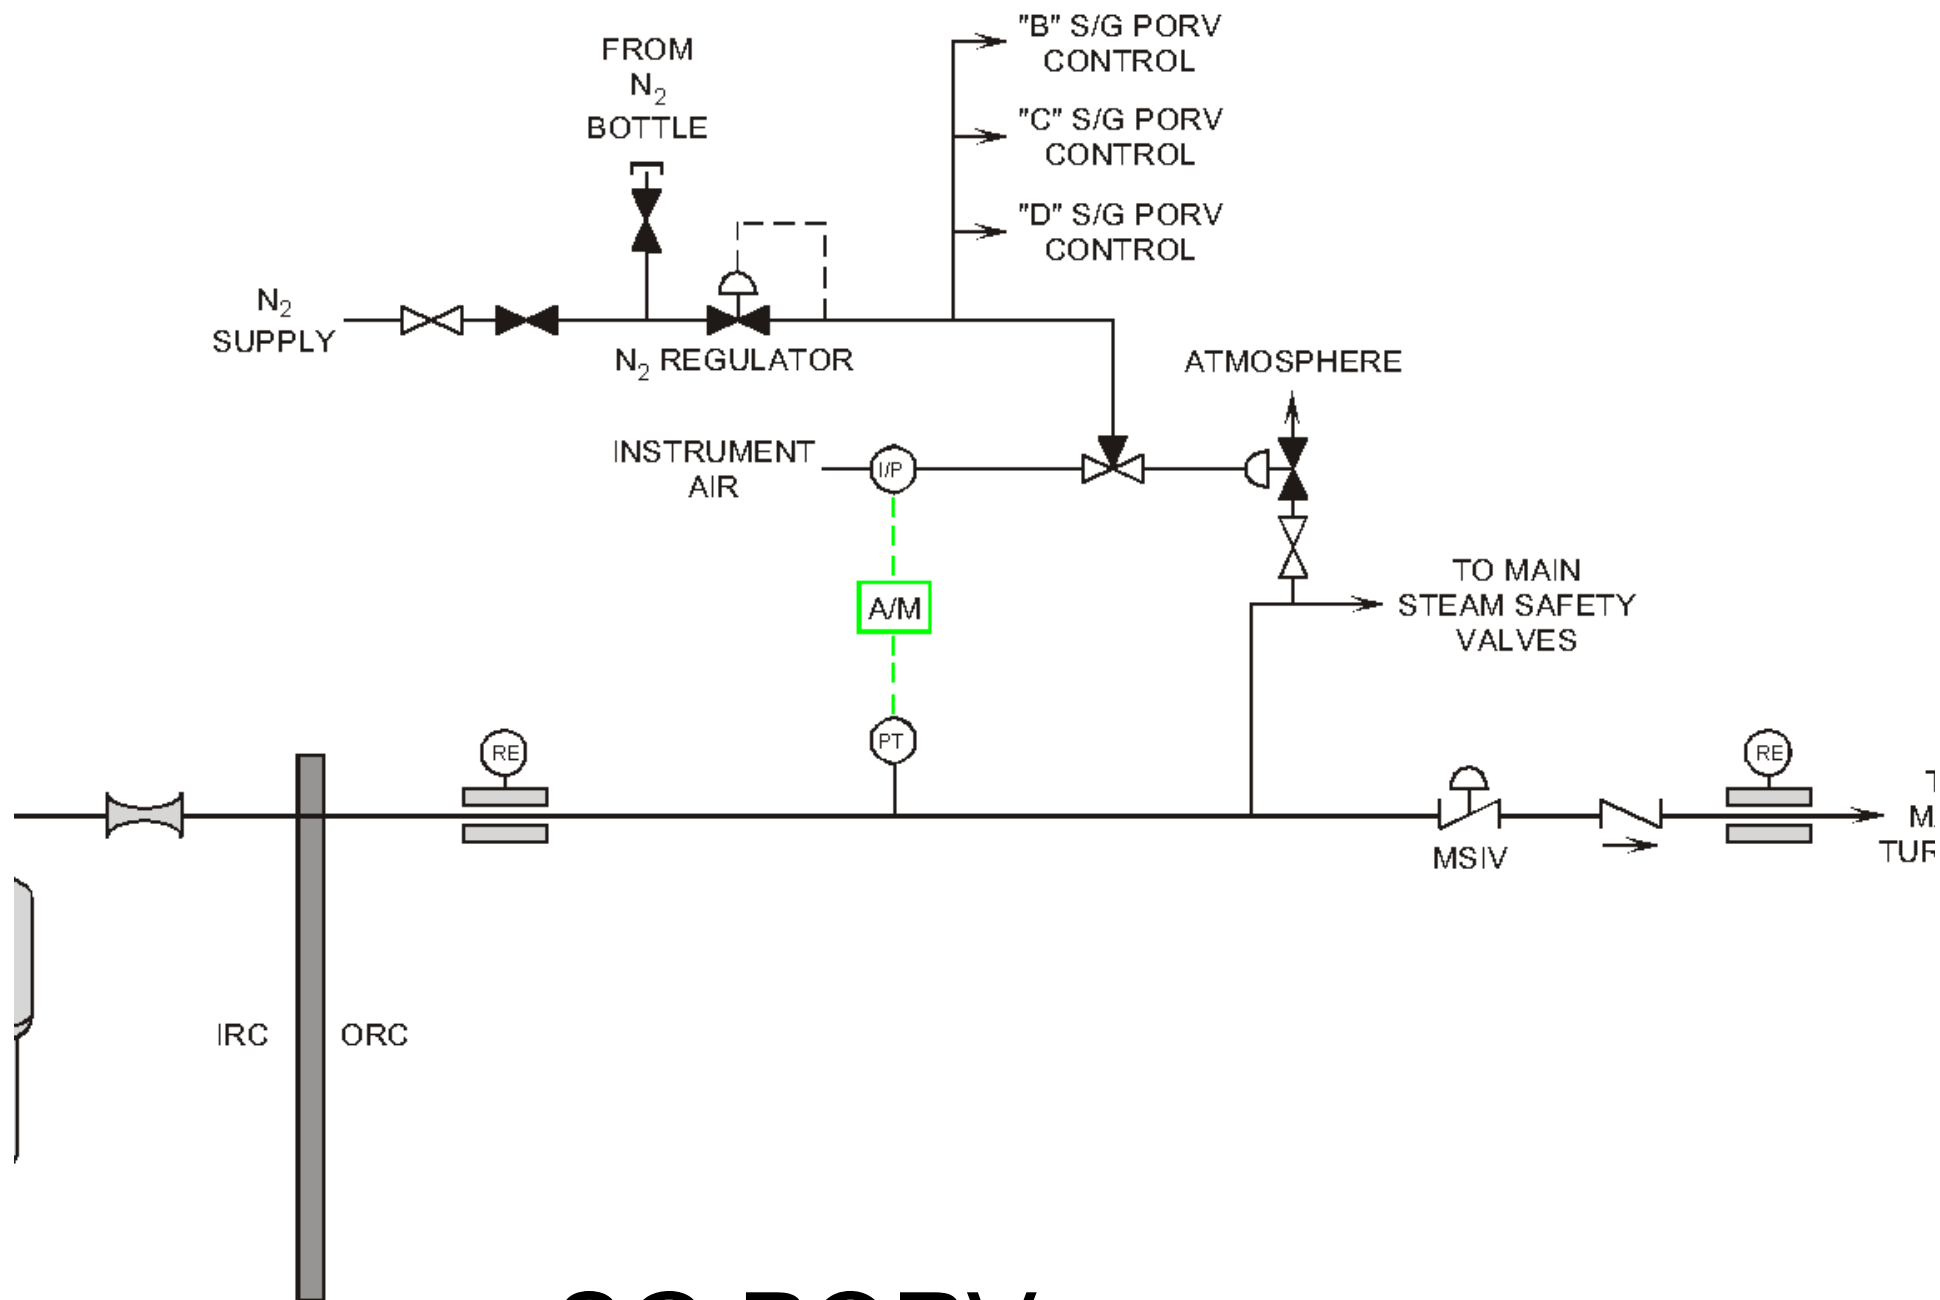 "B" S/G PORV
CONTROL
FROM
N2
BOTTLE
"C" S/G PORV
CONTROL
"D" S/G PORV
CONTROL
N2
SUPPLY
N2 REGULATOR
ATMOSPHERE
INSTRUMENT
AIR
I/P
A/M
TO MAIN
STEAM SAFETY
VALVES
PT
RE
RE
MSIV
IRC
ORC